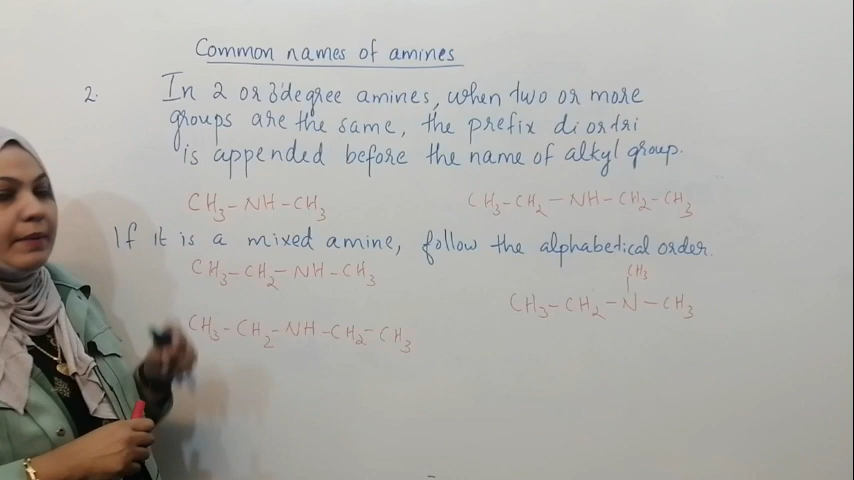 Common names of amines
2. In 2 or 3 degree amines, when two or more
groups are the same, the prefix di or tri
is appended before the name of alkyl group.
CH3-NH-CH3 CH3-CH2-NH-CH2-CH3
If it is a mixed amine, follow the alphabetical order.
CH3-CH2-NH-CH3
CH3
CH3-CH2-N-CH3
CH3-CH2-NH-CH2-CH3